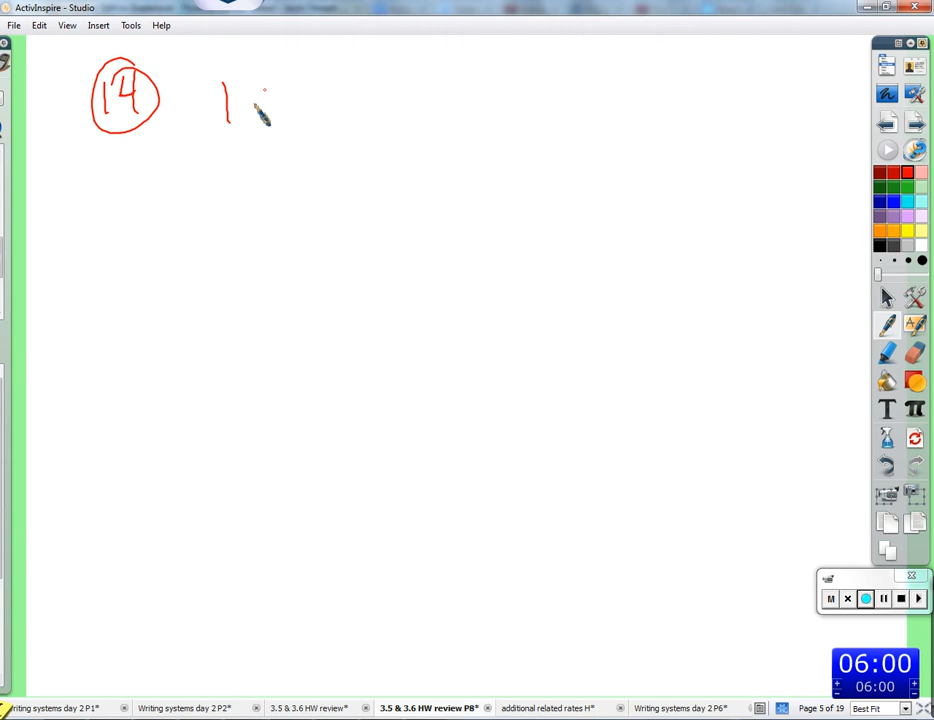 ActivInspire - Studio
File Edit View Insert Tools Help
14 1
M
06:00
06:00
riting systems day 2 P1* Writing systems day 2 P2* 3.5 & 3.6 HW review* 3.5 & 3.6 HW review P8* additional related rates H* Writing systems day 2 P6* Page 5 of 19 Best Fit